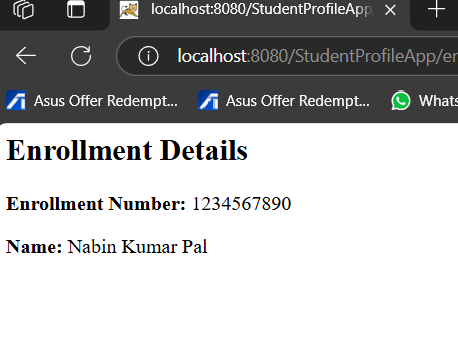 localhost:8080/StudentProfileApp
localhost:8080/StudentProfileApp/er
Asus Offer Redempt... Asus Offer Redempt... Whats
Enrollment Details
Enrollment Number: 1234567890
Name: Nabin Kumar Pal